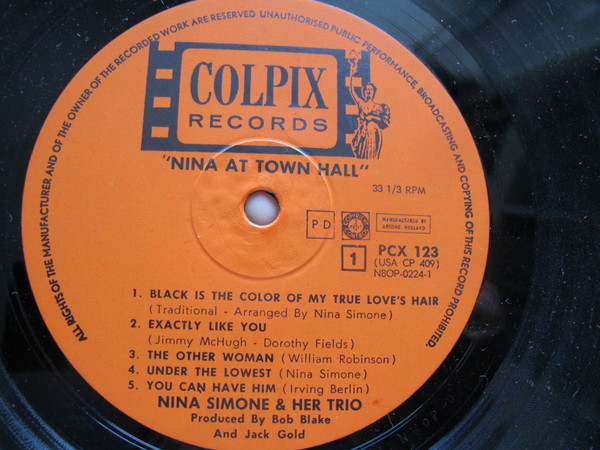 ALL RIGHTS OF THE MANUFACTURER AND OF THE OWNER OF THE RECORDED WORK ARE RESERVED UNAUTHORISED PUBLIC PERFORMANCE, BROADCASTING AND COPYING OF THIS RECORD PROHIBITED.
COLPIX
RECORDS
"NINA AT TOWN HALL"
33 1/3 RPM
PD
MANUFACTURED BY
ARTONE HOLLAND
1
PCX 123
(USA CP 409)
N8OP-0224-1
1. BLACK IS THE COLOR OF MY TRUE LOVE'S HAIR
(Traditional - Arranged By Nina Simone)
2. EXACTLY LIKE YOU
(Jimmy McHugh - Dorothy Fields)
3. THE OTHER WOMAN (William Robinson)
4. UNDER THE LOWEST (Nina Simone)
5. YOU CAN HAVE HIM (Irving Berlin)
NINA SIMONE & HER TRIO
Produced By Bob Blake
And Jack Gold